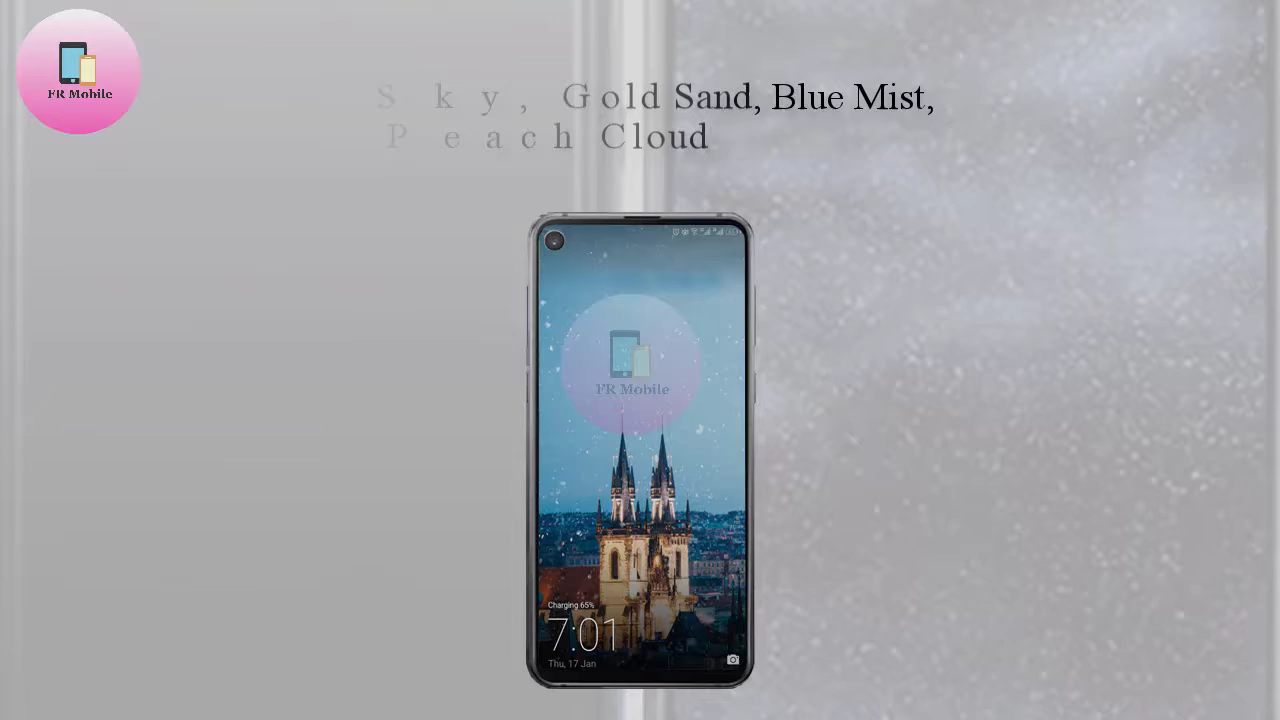 FR Mobile
Sky, Gold Sand, Blue Mist,
Peach Cloud
FR Mobile
Charging 65%
7:01
Thu, 17 Jan